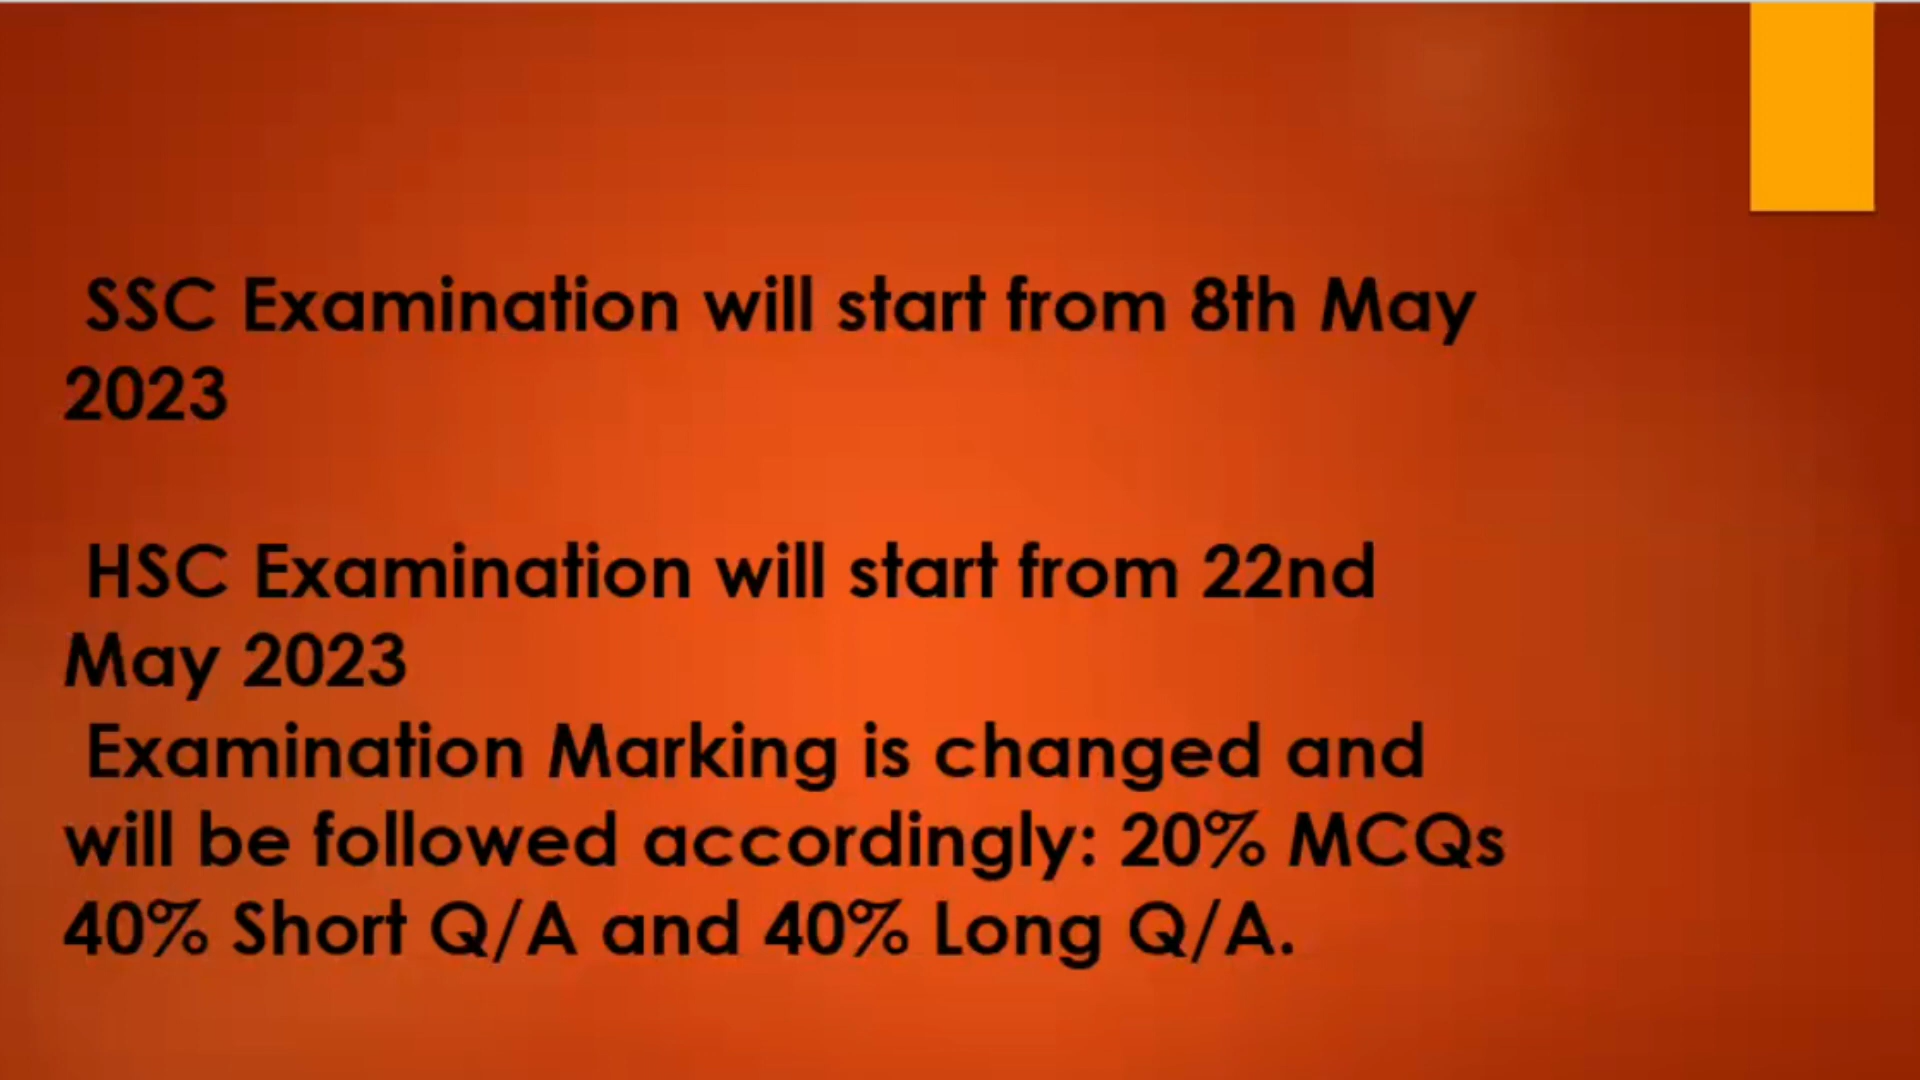 SSC Examination will start from 8th May
2023
HSC Examination will start from 22nd
May 2023
Examination Marking is changed and
will be followed accordingly: 20% MCQs
40% Short Q/A and 40% Long Q/A.